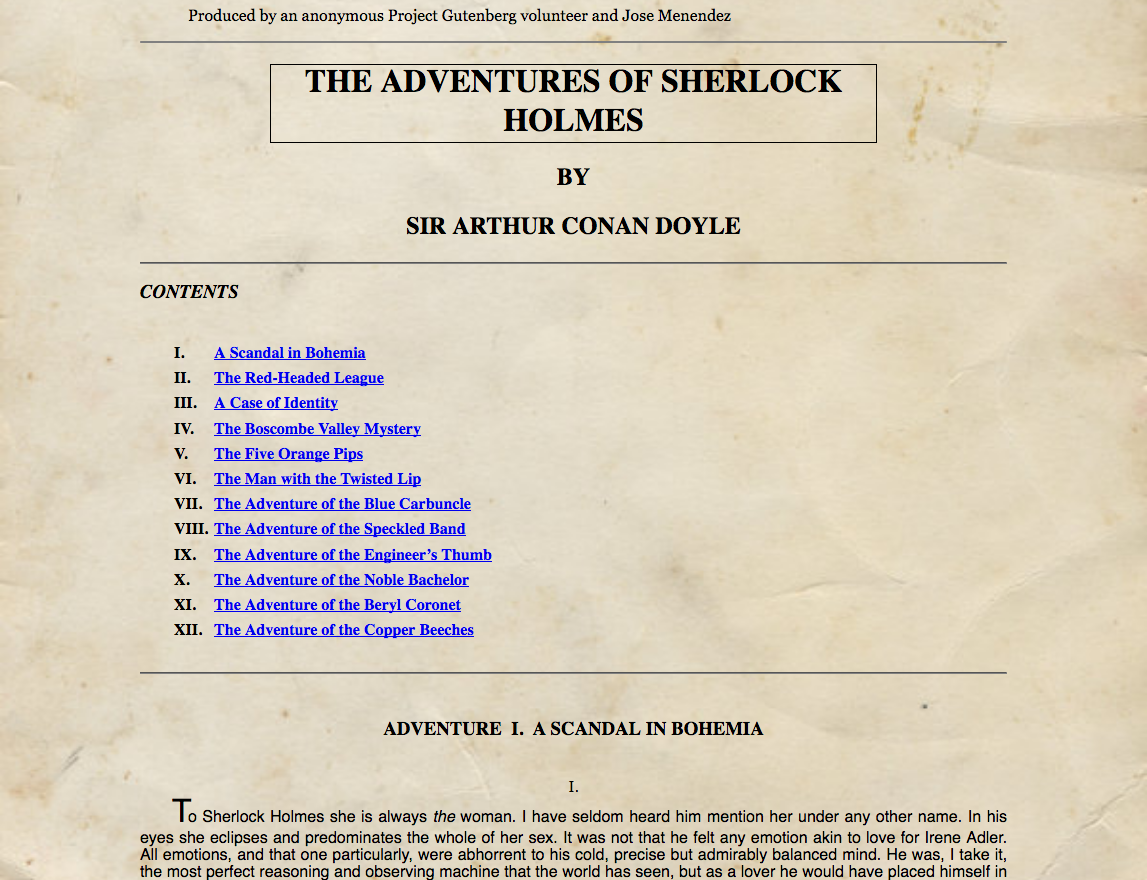 Produced by an anonymous Project Gutenberg volunteer and Jose Menendez
THE ADVENTURES OF SHERLOCK
HOLMES
BY
SIR ARTHUR CONAN DOYLE
CONTENTS
I. A Scandal in Bohemia
II. The Red-Headed League
III. A Case of Identity
IV. The Boscombe Valley Mystery
V. The Five Orange Pips
VI. The Man with the Twisted Lip
VII. The Adventure of the Blue Carbuncle
VIII. The Adventure of the Speckled Band
IX. The Adventure of the Engineer’s Thumb
X. The Adventure of the Noble Bachelor
XI. The Adventure of the Beryl Coronet
XII. The Adventure of the Copper Beeches
ADVENTURE I. A SCANDAL IN BOHEMIA
I.
To Sherlock Holmes she is always the woman. I have seldom heard him mention her under any other name. In his
eyes she eclipses and predominates the whole of her sex. It was not that he felt any emotion akin to love for Irene Adler.
All emotions, and that one particularly, were abhorrent to his cold, precise but admirably balanced mind. He was, I take it,
the most perfect reasoning and observing machine that the world has seen, but as a lover he would have placed himself in